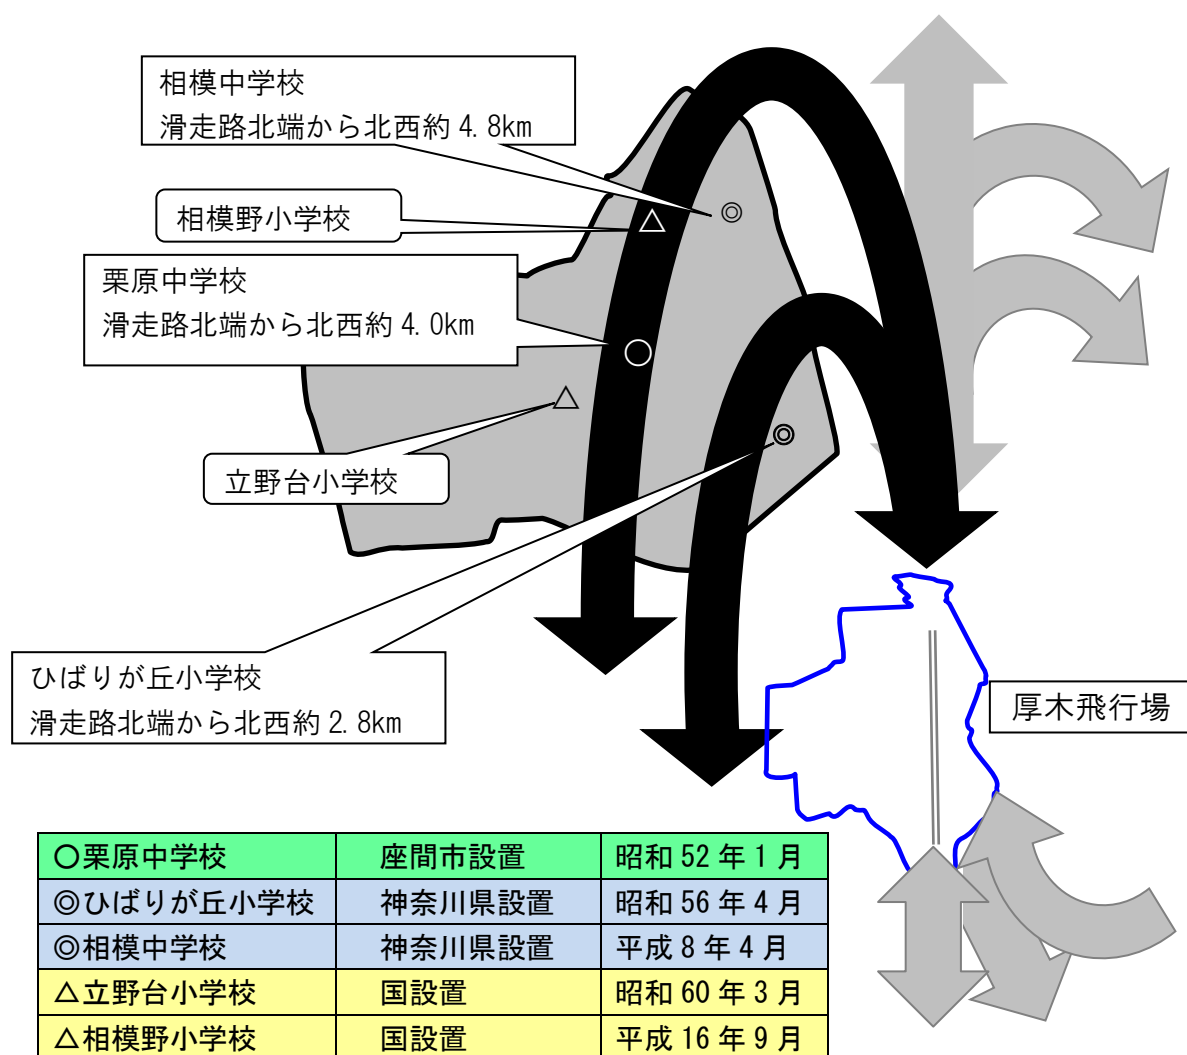 相模中学校
滑走路北端から北西約 4.8km
相模野小学校
栗原中学校
滑走路北端から北西約 4.0km
立野台小学校
ひばりが丘小学校
滑走路北端から北西約 2.8km
厚木飛行場
○栗原中学校 座間市設置 昭和 52 年 1 月
◎ひばりが丘小学校 神奈川県設置 昭和 56 年 4 月
◎相模中学校 神奈川県設置 平成 8 年 4 月
△立野台小学校 国設置 昭和 60 年 3 月
△相模野小学校 国設置 平成 16 年 9 月